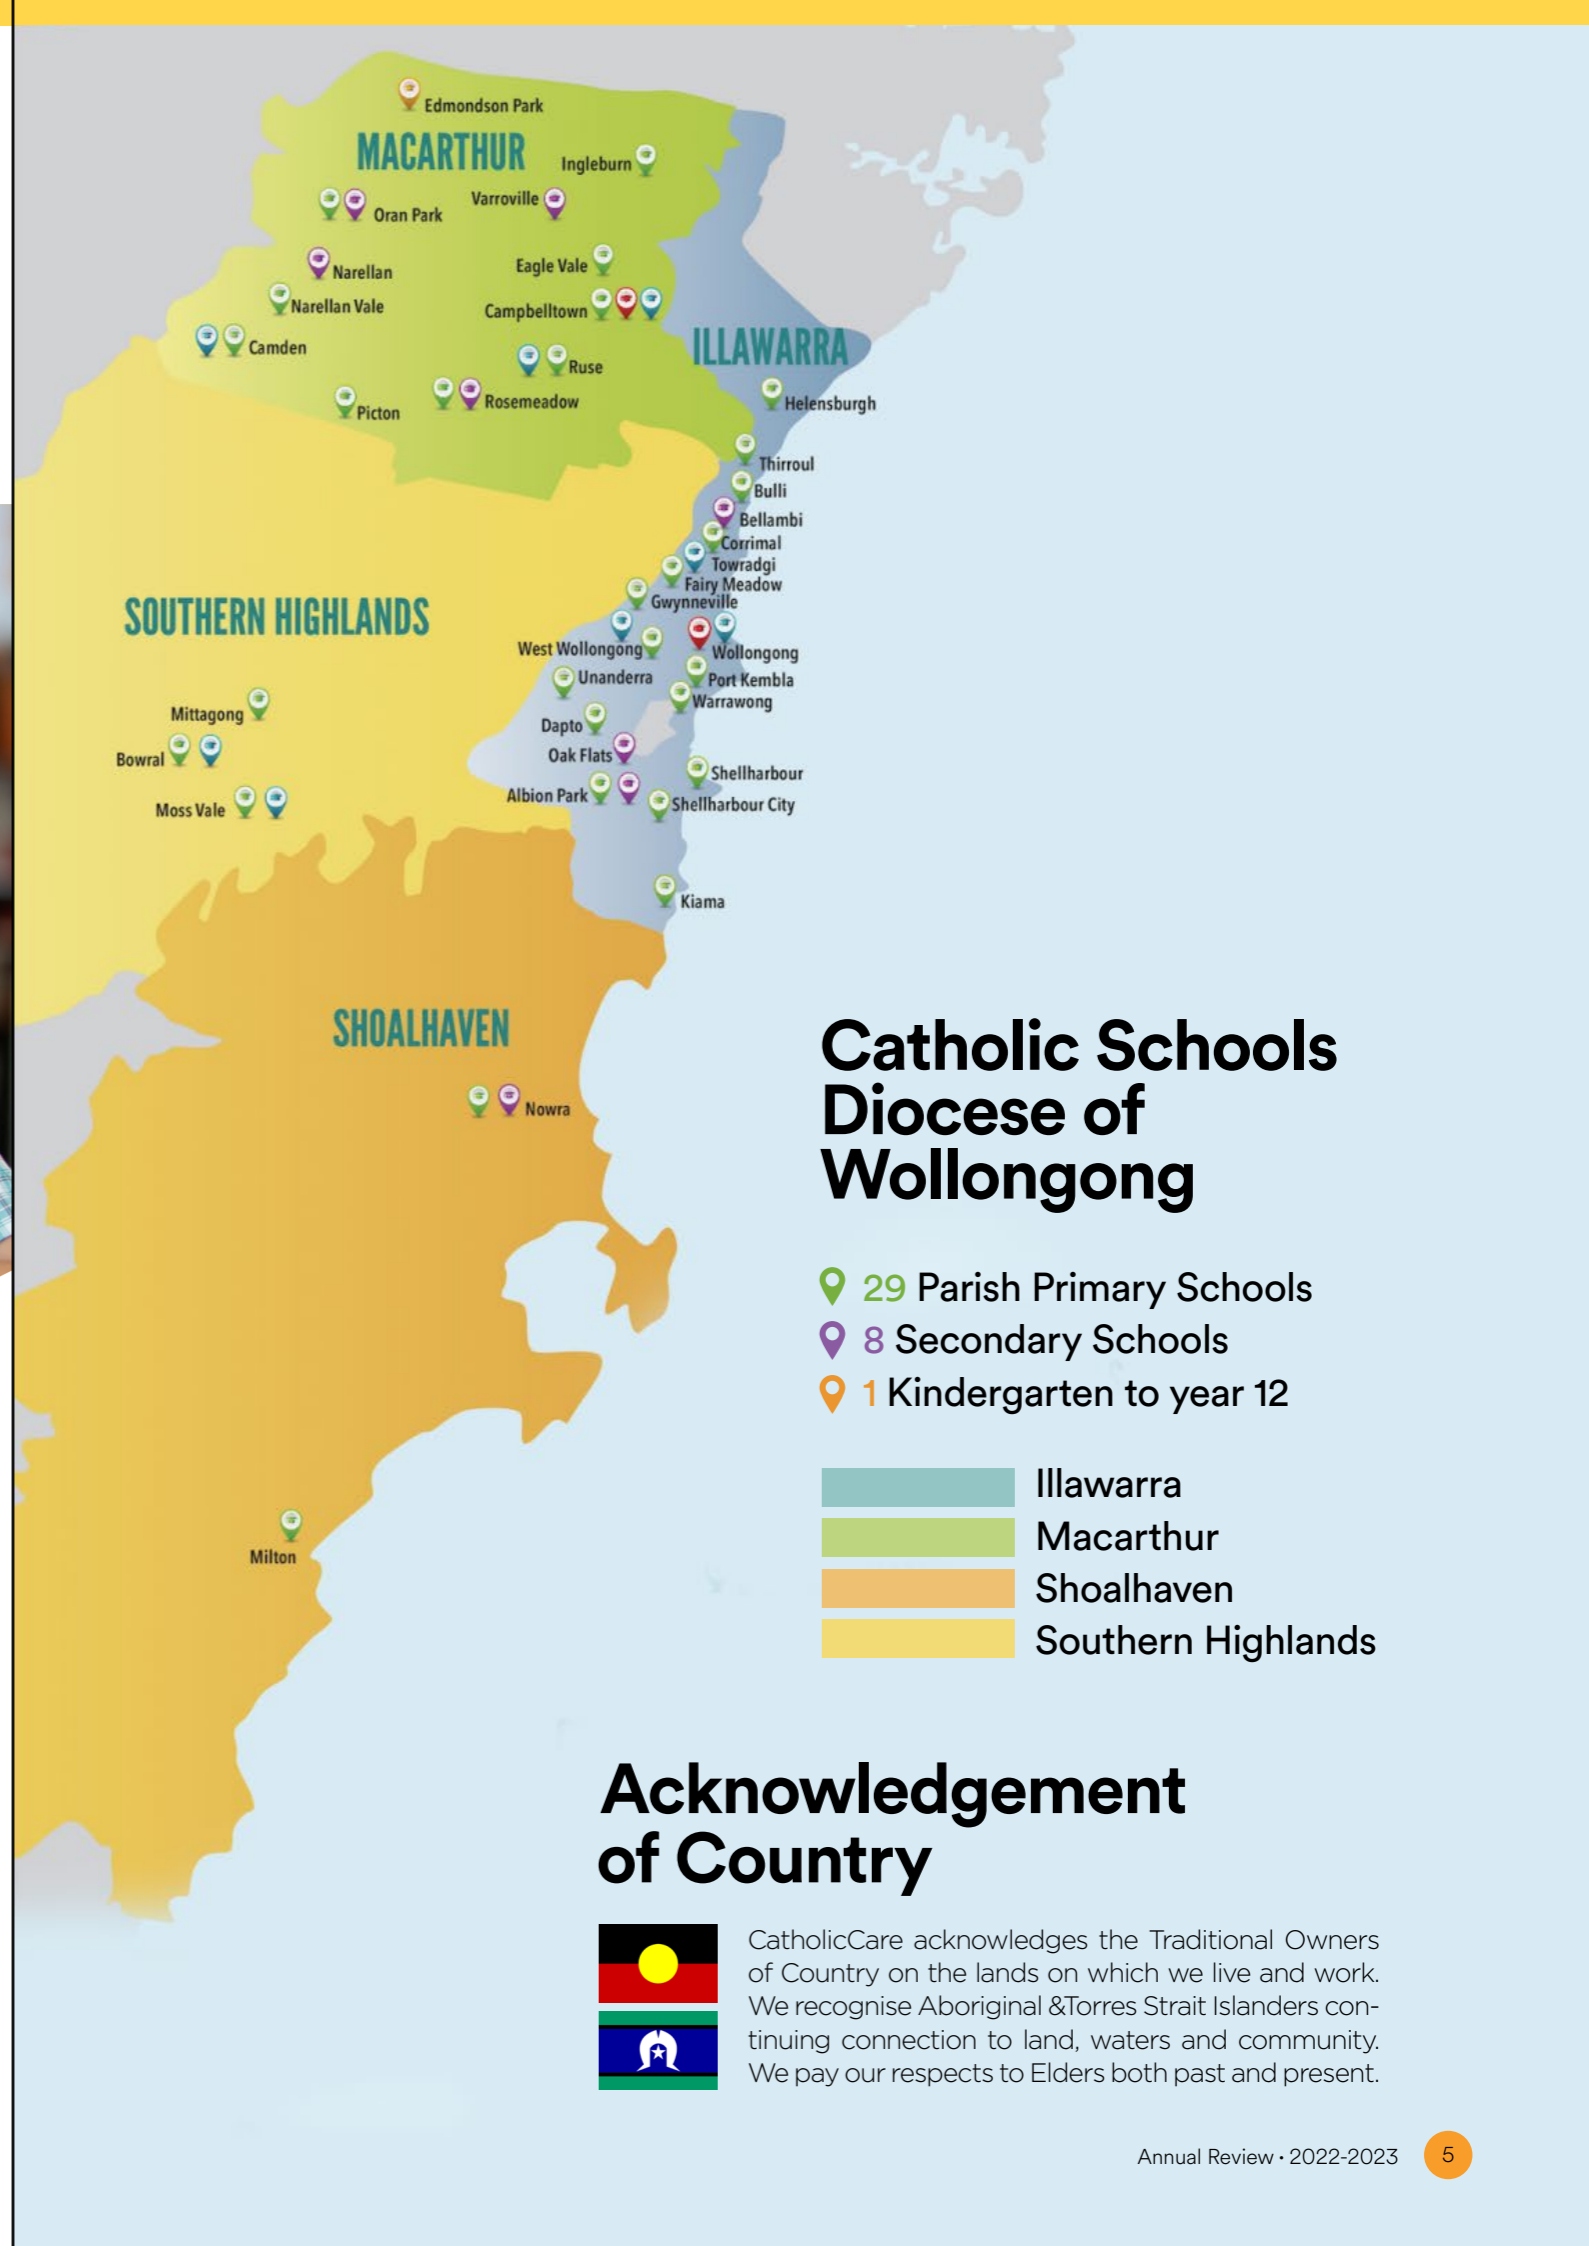 Edmondson Park
MACARTHUR
Ingleburn
Varroville
Oran Park
Narellan
Eagle Vale
Narellan Vale
Campbelltown
ILLAWARRA
Camden
Ruse
Rosemeadow
Helensburgh
Picton
Thirroul
Bulli
Bellambi
Corrimal
Towradgi
Fairy Meadow
Gwynneville
SOUTHERN HIGHLANDS
West Wollongong
Wollongong
Unanderra
Port Kembla
Warrawong
Mittagong
Dapto
Oak Flats
Bowral
Shellharbour
Albion Park
Shellharbour City
Moss Vale
Kiama
SHOALHAVEN
Nowra
Milton
Catholic Schools
Diocese of
Wollongong
29 Parish Primary Schools
8 Secondary Schools
1 Kindergarten to year 12
Illawarra
Macarthur
Shoalhaven
Southern Highlands
Acknowledgement
of Country
CatholicCare acknowledges the Traditional Owners
of Country on the lands on which we live and work.
We recognise Aboriginal &Torres Strait Islanders con-
tinuing connection to land, waters and community.
We pay our respects to Elders both past and present.
Annual Review • 2022-2023 5